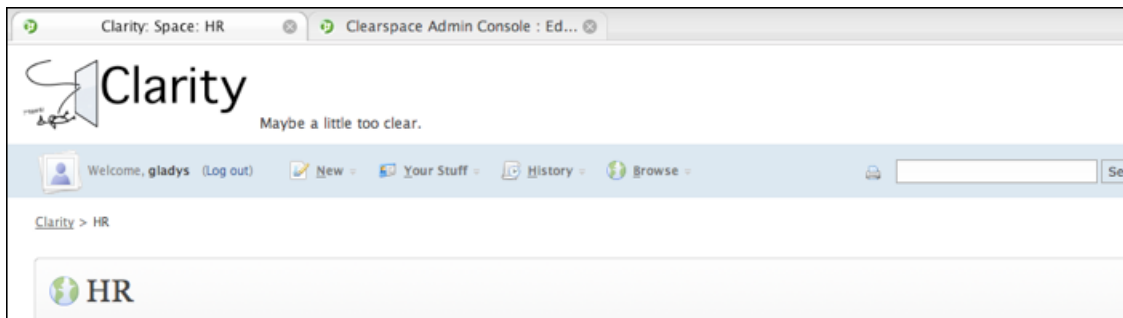 Clarity: Space: HR
Clearspace Admin Console : Ed...
Clarity
Maybe a little too clear.
Welcome, gladys (Log out) New Your Stuff History Browse Se
Clarity > HR
HR